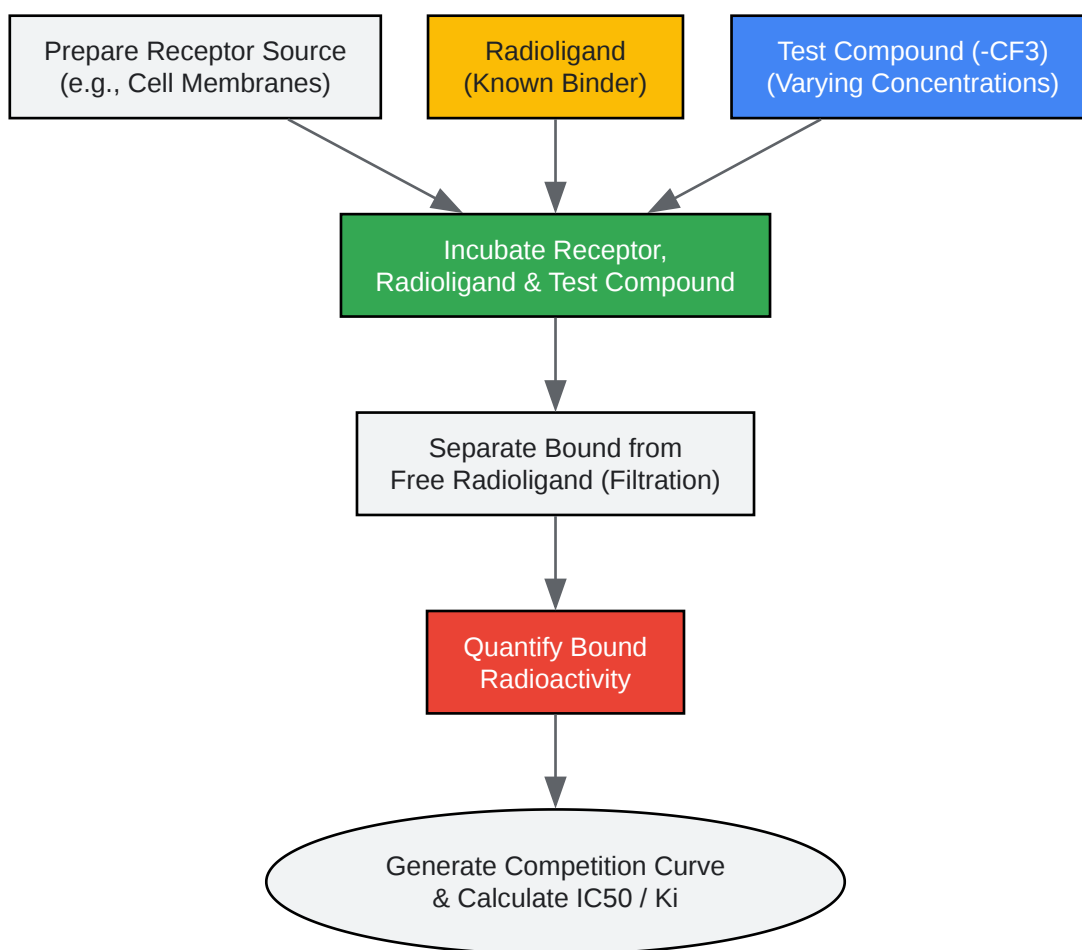 Prepare Receptor Source
(e.g., Cell Membranes)
Radioligand
(Known Binder)
Test Compound (-CF3)
(Varying Concentrations)
Incubate Receptor,
Radioligand & Test Compound
Separate Bound from
Free Radioligand (Filtration)
Quantify Bound
Radioactivity
Generate Competition Curve
& Calculate IC50 / Ki